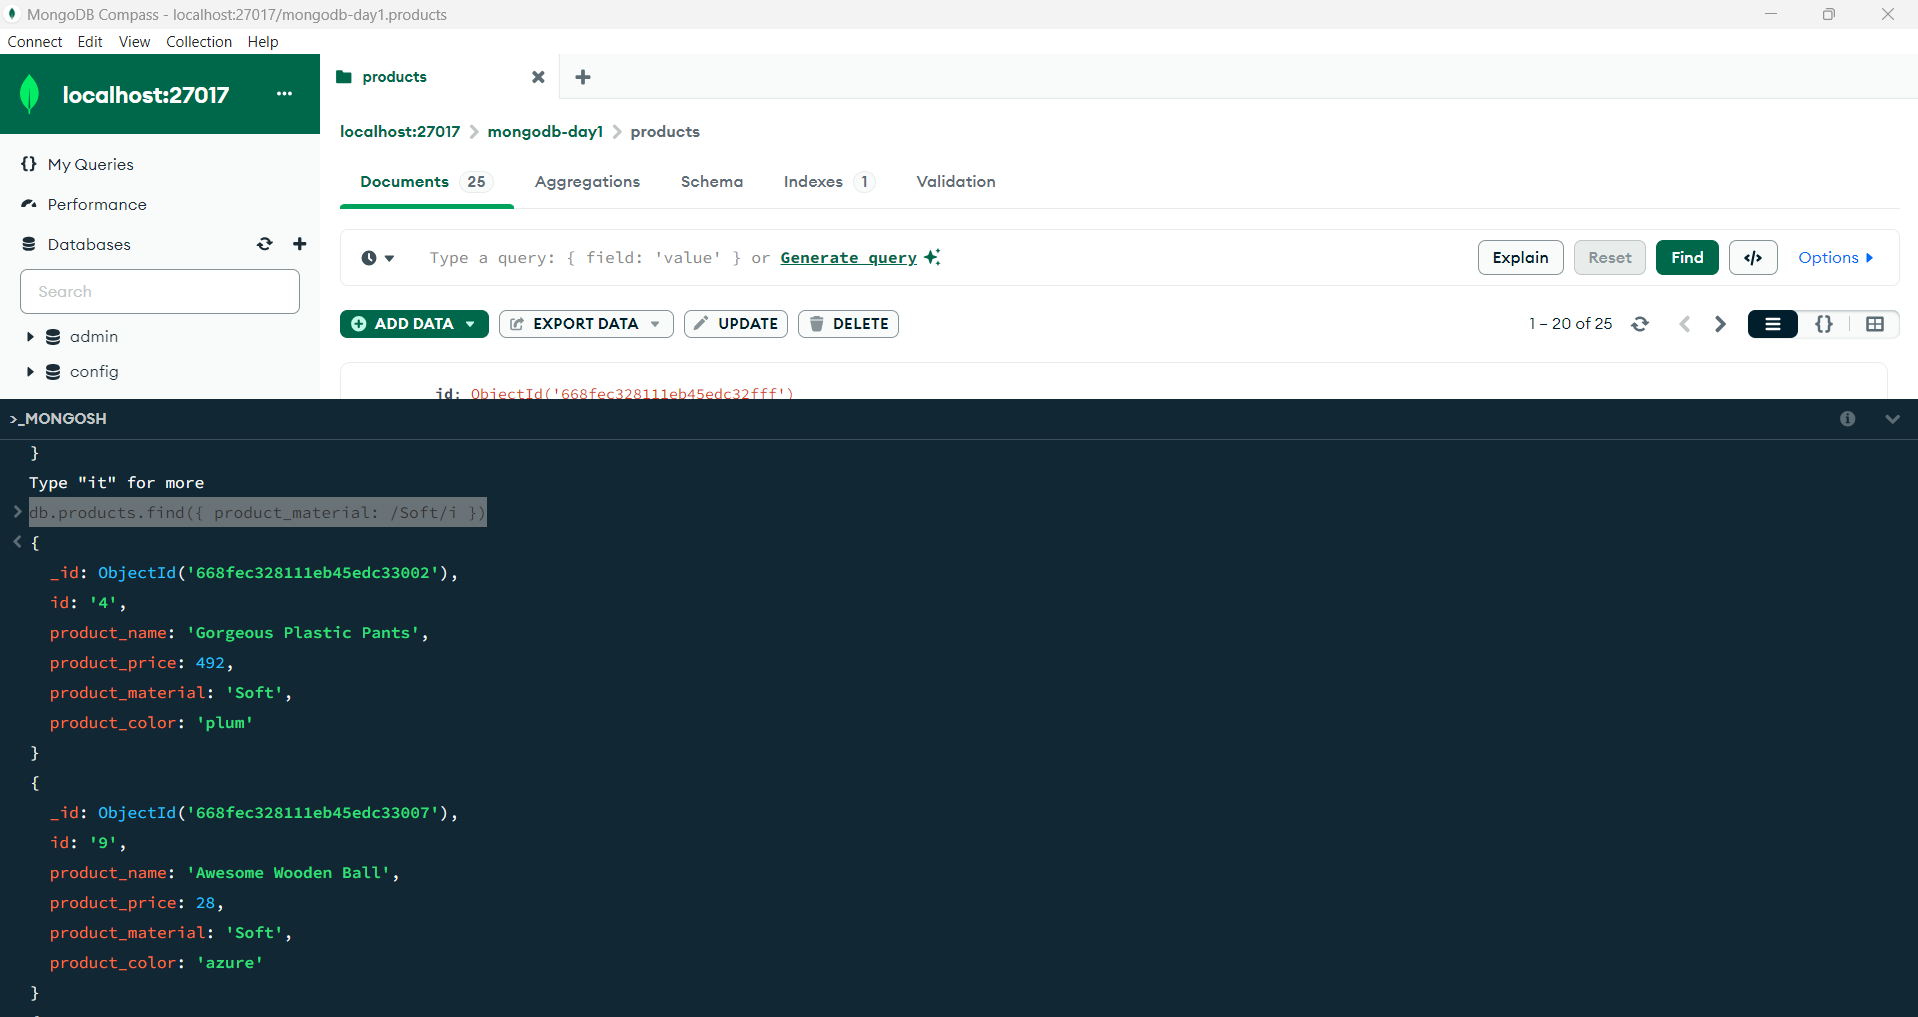 MongoDB Compass - localhost:27017/mongodb-day1.products
Connect Edit View Collection Help
localhost:27017 ...
My Queries
Performance
Databases
Search
admin
config
products
localhost:27017 > mongodb-day1 > products
Documents 25 Aggregations Schema Indexes 1 Validation
Type a query: { field: 'value' } or Generate query
Explain Reset Find </> Options
ADD DATA EXPORT DATA UPDATE DELETE
1 – 20 of 25 {}
id: ObjectId('668fec328111eb45edc32fff')
>_MONGOSH
}
Type "it" for more
> db.products.find({ product_material: /Soft/i })
< {
_id: ObjectId('668fec328111eb45edc33002'),
id: '4',
product_name: 'Gorgeous Plastic Pants',
product_price: 492,
product_material: 'Soft',
product_color: 'plum'
}
{
_id: ObjectId('668fec328111eb45edc33007'),
id: '9',
product_name: 'Awesome Wooden Ball',
product_price: 28,
product_material: 'Soft',
product_color: 'azure'
}